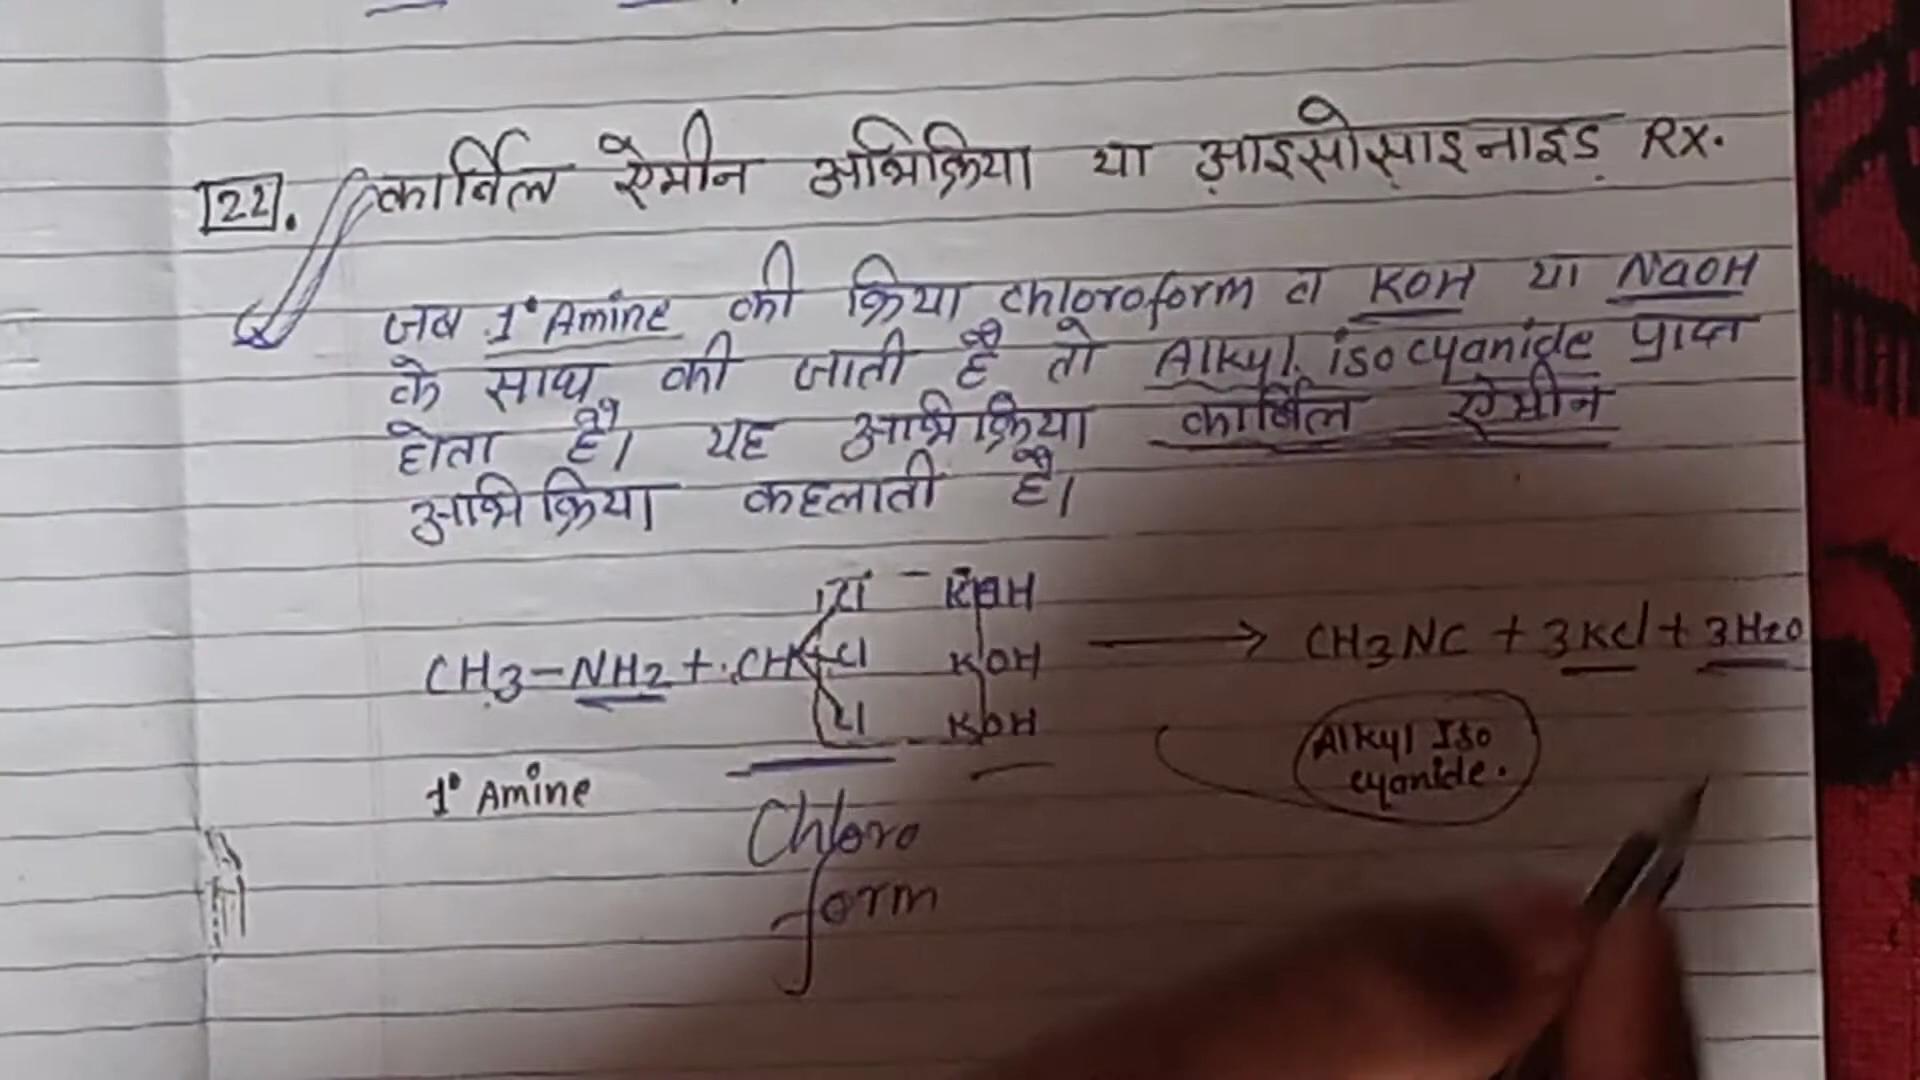 22. कार्बिल ऐमीन अभिक्रिया या आइसोसाइनाइड Rx.
जब 1° Amine की क्रिया chloroform व KOH या NaOH
के साथ की जाती है तो Alkyl isocyanide प्राप्त
होता है। यह अभिक्रिया कार्बिल ऐमीन
अभिक्रिया कहलाती है।
Cl KOH
CH3-NH2 + CH Cl KOH → CH3NC + 3KCl + 3H2O
Cl KOH
1° Amine
Chloro
form
Alkyl Iso
cyanide.